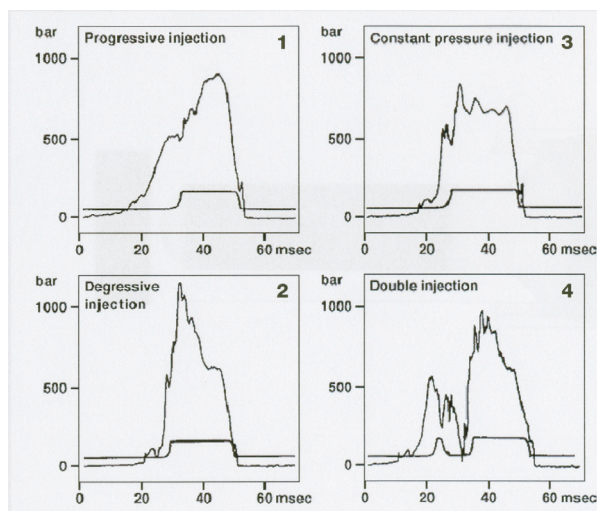 bar
Progressive injection 1
1000
500
0
0 20 40 60 msec
bar
Constant pressure injection 3
1000
500
0
0 20 40 60 msec
bar
Degressive 2
injection
1000
500
0
0 20 40 60 msec
bar
Double injection 4
1000
500
0
0 20 40 60 msec